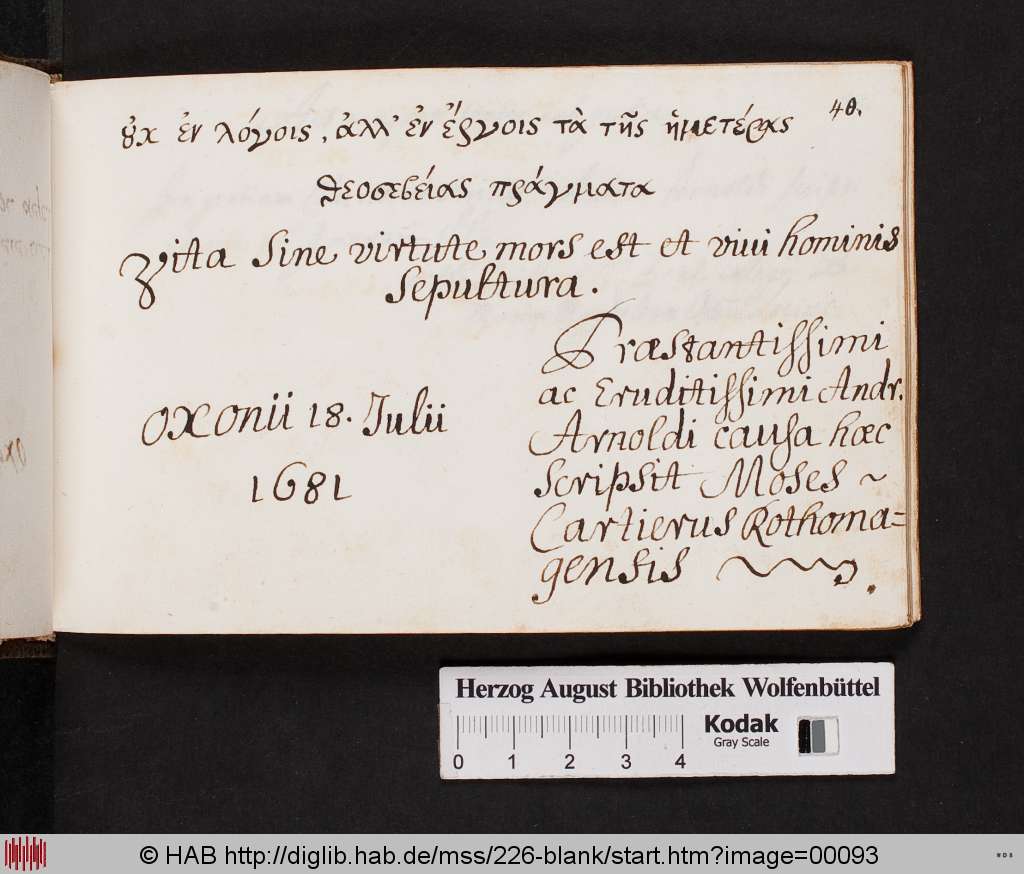 40.
οὐχ ἐν λόγοις, ἀλλ' ἐν ἔργοις τὰ τῆς ἡμετέρας
θεοσεβείας πράγματα
Vita sine virtute mors est et viui hominis
sepultura.
Præstantissimi
ac Eruditissimi Andr.
Arnoldi causa hæc
scripsit Moses ~
Cartierus Rothoma=
gensis
Oxonii 18. Julii
1681
Herzog August Bibliothek Wolfenbüttel
0 1 2 3 4
Kodak
Gray Scale
© HAB http://diglib.hab.de/mss/226-blank/start.htm?image=00093